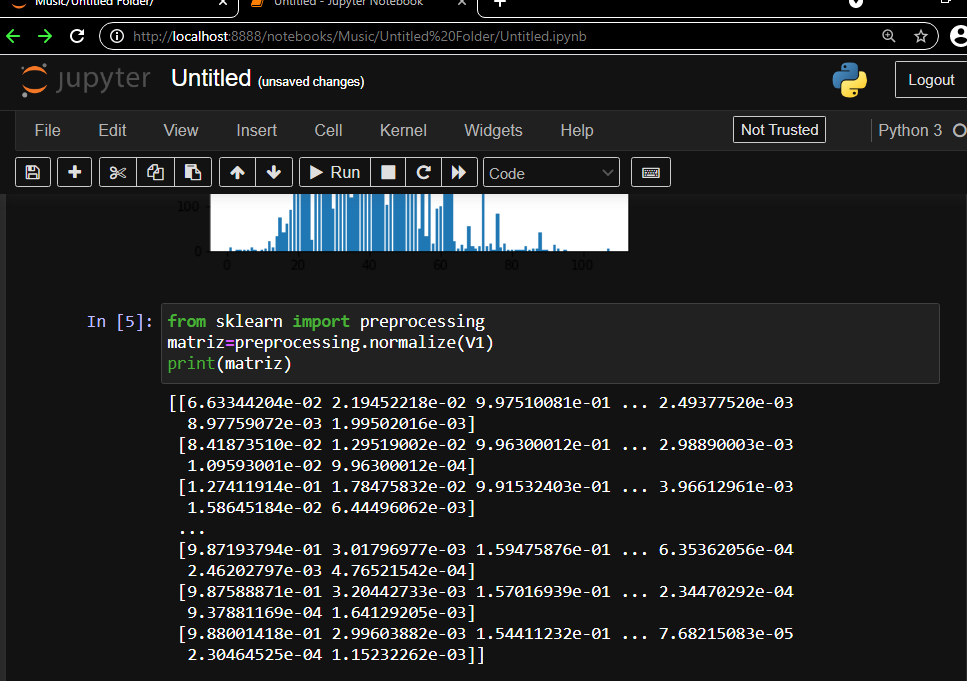 Music/Untitled Folder/
Untitled - Jupyter Notebook
http://localhost:8888/notebooks/Music/Untitled%20Folder/Untitled.ipynb
jupyter Untitled (unsaved changes)
Logout
File Edit View Insert Cell Kernel Widgets Help
Not Trusted
Python 3
Run
Code
100
0
0 20 40 60 80 100
In [5]:
from sklearn import preprocessing
matriz=preprocessing.normalize(V1)
print(matriz)
[[6.63344204e-02 2.19452218e-02 9.97510081e-01 ... 2.49377520e-03
8.97759072e-03 1.99502016e-03]
[8.41873510e-02 1.29519002e-02 9.96300012e-01 ... 2.98890003e-03
1.09593001e-02 9.96300012e-04]
[1.27411914e-01 1.78475832e-02 9.91532403e-01 ... 3.96612961e-03
1.58645184e-02 6.44496062e-03]
...
[9.87193794e-01 3.01796977e-03 1.59475876e-01 ... 6.35362056e-04
2.46202797e-03 4.76521542e-04]
[9.87588871e-01 3.20442733e-03 1.57016939e-01 ... 2.34470292e-04
9.37881169e-04 1.64129205e-03]
[9.88001418e-01 2.99603882e-03 1.54411232e-01 ... 7.68215083e-05
2.30464525e-04 1.15232262e-03]]